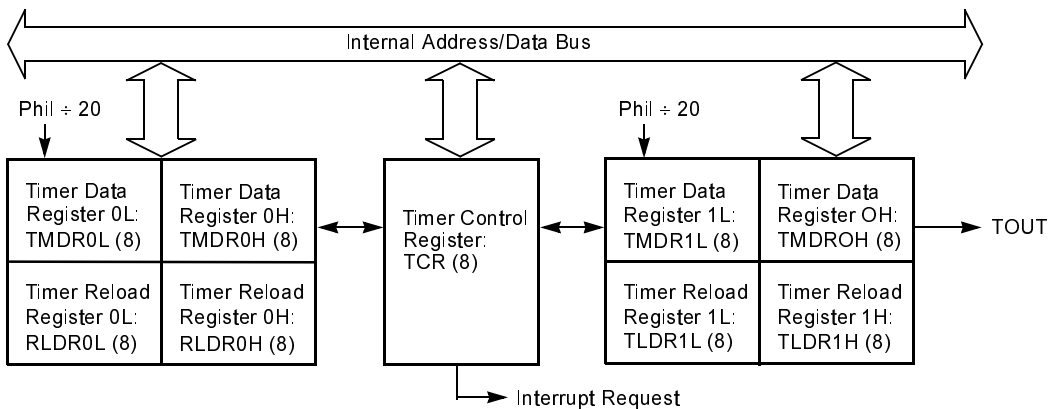 Internal Address/Data Bus
Phil ÷ 20
Phil ÷ 20
Timer Data
Register 0L:
TMDR0L (8)
Timer Data
Register 0H:
TMDR0H (8)
Timer Reload
Register 0L:
RLDR0L (8)
Timer Reload
Register 0H:
RLDR0H (8)
Timer Control
Register:
TCR (8)
Timer Data
Register 1L:
TMDR1L (8)
Timer Data
Register OH:
TMDROH (8)
Timer Reload
Register 1L:
TLDR1L (8)
Timer Reload
Register 1H:
TLDR1H (8)
TOUT
Interrupt Request